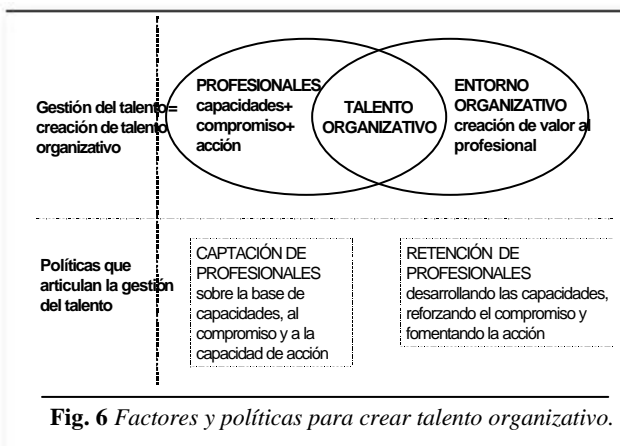 Gestión del talento=
creación de talento
organizativo
PROFESIONALES
capacidades+
compromiso+
acción
TALENTO
ORGANIZATIVO
ENTORNO
ORGANIZATIVO
creación de valor al
profesional
Políticas que
articulan la gestión
del talento
CAPTACIÓN DE
PROFESIONALES
sobre la base de
capacidades, al
compromiso y a la
capacidad de acción
RETENCIÓN DE
PROFESIONALES
desarrollando las capacidades,
reforzando el compromiso y
fomentando la acción
Fig. 6 Factores y políticas para crear talento organizativo.